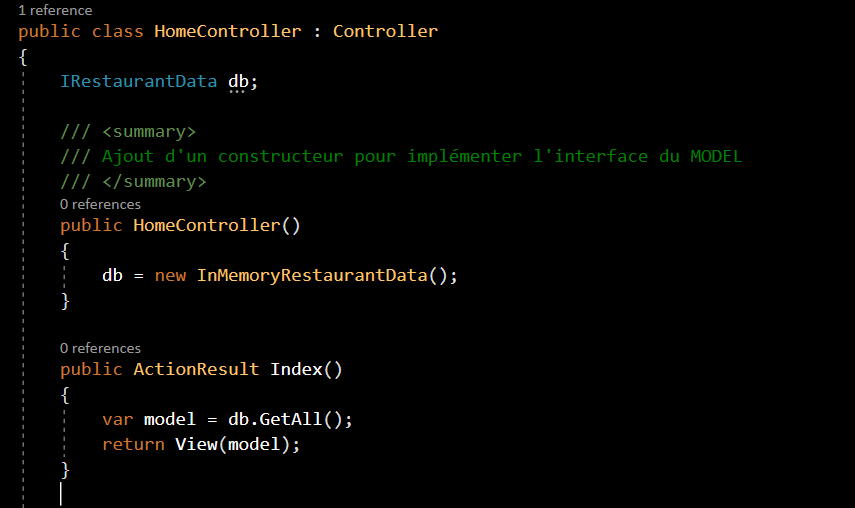 1 reference
public class HomeController : Controller
{
IRestaurantData db;
/// <summary>
/// Ajout d'un constructeur pour implémenter l'interface du MODEL
/// </summary>
0 references
public HomeController()
{
db = new InMemoryRestaurantData();
}
0 references
public ActionResult Index()
{
var model = db.GetAll();
return View(model);
}